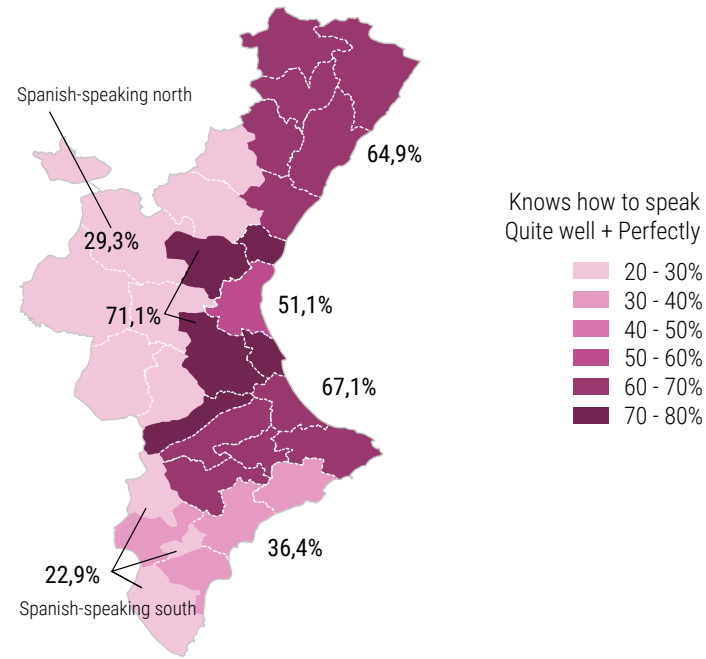 Spanish-speaking north
64,9%
Knows how to speak
Quite well + Perfectly
29,3%
20 - 30%
71,1%
51,1%
30 - 40%
40 - 50%
50 - 60%
67,1%
60 - 70%
70 - 80%
36,4%
22,9%
Spanish-speaking south